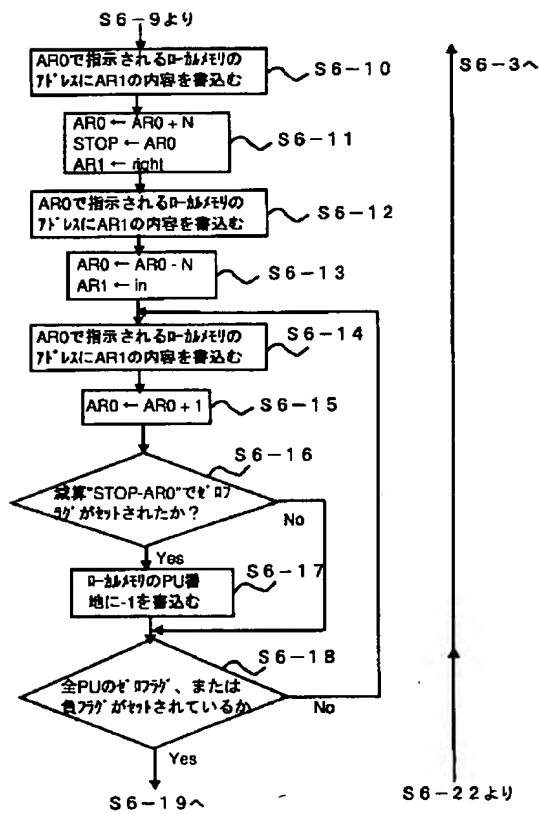 S6-9より
AR0で指示されるﾛｰｶﾙﾒﾓﾘの
ｱﾄﾞﾚｽにAR1の内容を書込む
S6-10
S6-3へ
AR0 ← AR0 + N
STOP ← AR0
AR1 ← right
S6-11
AR0で指示されるﾛｰｶﾙﾒﾓﾘの
ｱﾄﾞﾚｽにAR1の内容を書込む
S6-12
AR0 ← AR0 - N
AR1 ← in
S6-13
AR0で指示されるﾛｰｶﾙﾒﾓﾘの
ｱﾄﾞﾚｽにAR1の内容を書込む
S6-14
AR0 ← AR0 + 1
S6-15
S6-16
減算"STOP-AR0"でｾﾞﾛﾌ
ﾗｸﾞがｾｯﾄされたか？
No
Yes
S6-17
ﾛｰｶﾙﾒﾓﾘのPU番
地に-1を書込む
S6-18
全PUのｾﾞﾛﾌﾗｸﾞ、または
負ﾌﾗｸﾞがｾｯﾄされているか
No
Yes
S6-19へ
S6-22より